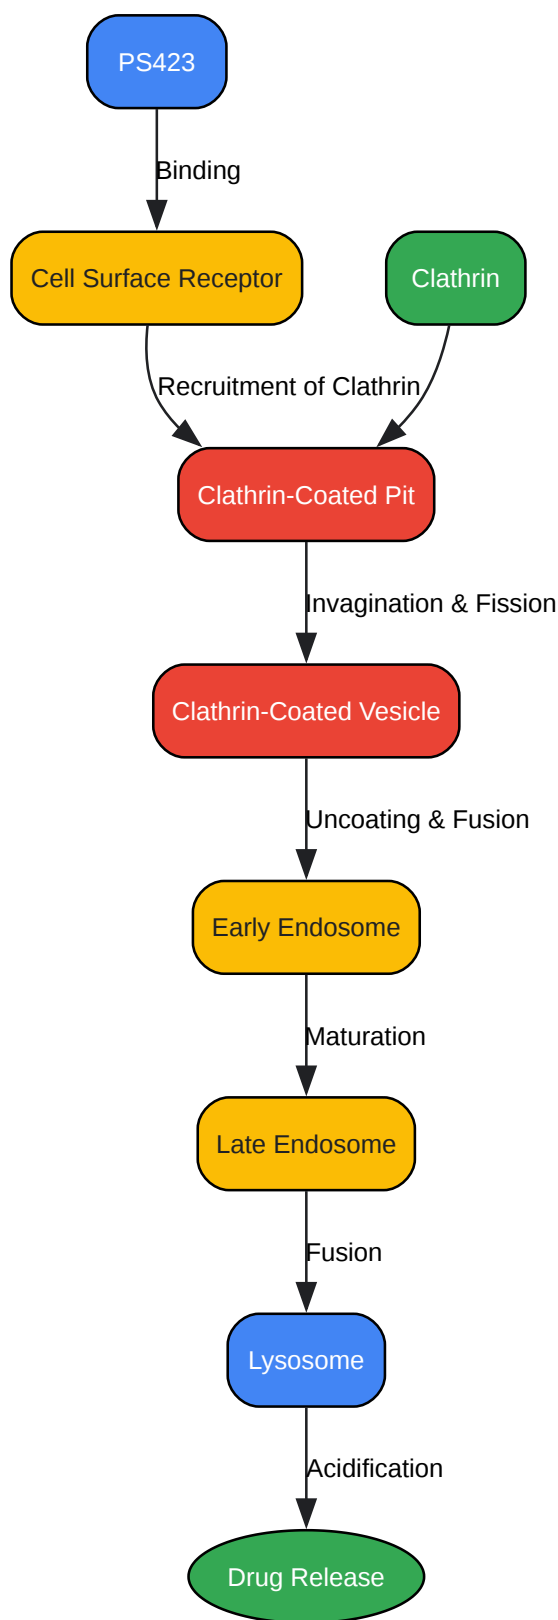 PS423
Binding
Cell Surface Receptor
Clathrin
Recruitment of Clathrin
Clathrin-Coated Pit
Invagination & Fission
Clathrin-Coated Vesicle
Uncoating & Fusion
Early Endosome
Maturation
Late Endosome
Fusion
Lysosome
Acidification
Drug Release